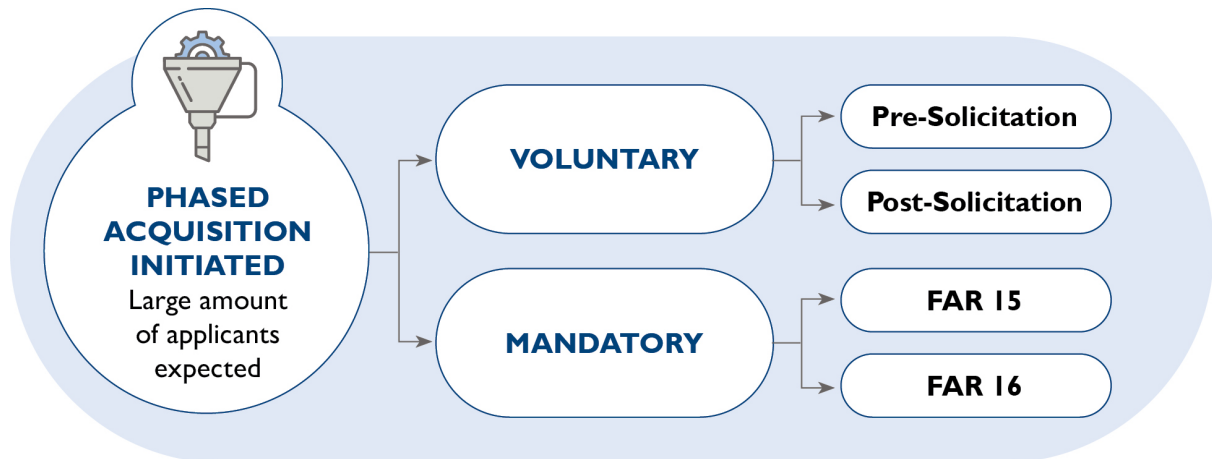 PHASED
ACQUISITION
INITIATED
Large amount
of applicants
expected
VOLUNTARY
Pre-Solicitation
Post-Solicitation
MANDATORY
FAR 15
FAR 16